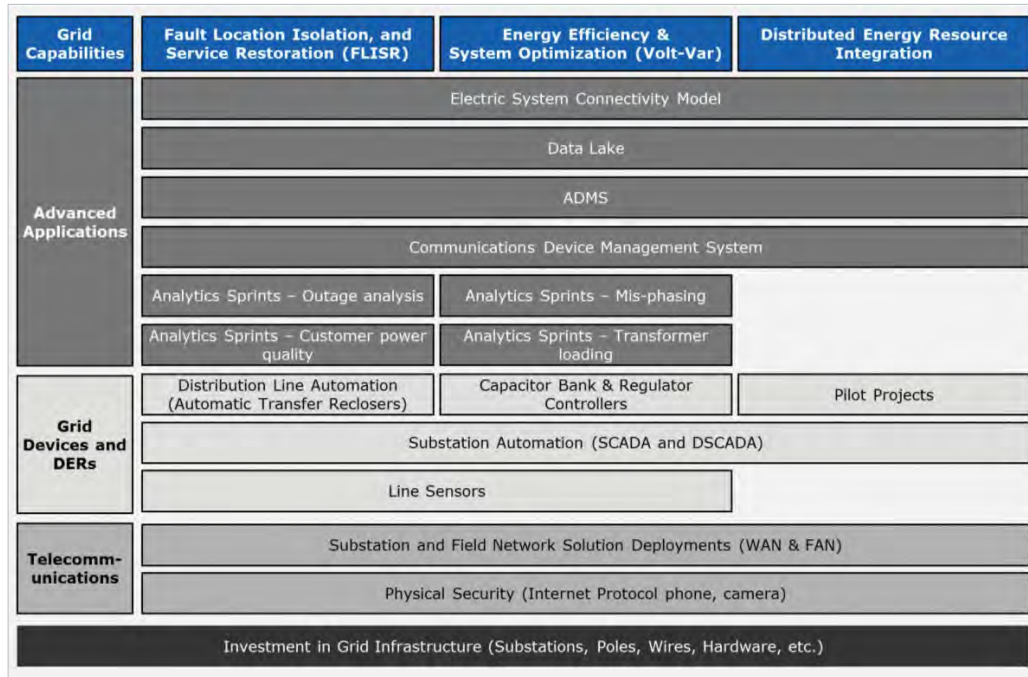 Grid
Capabilities
Fault Location Isolation, and
Service Restoration (FLISR)
Energy Efficiency &
System Optimization (Volt-Var)
Distributed Energy Resource
Integration
Advanced
Applications
Electric System Connectivity Model
Data Lake
ADMS
Communications Device Management System
Analytics Sprints – Outage analysis
Analytics Sprints – Mis-phasing
Analytics Sprints – Customer power
quality
Analytics Sprints – Transformer
loading
Grid
Devices and
DERs
Distribution Line Automation
(Automatic Transfer Reclosers)
Capacitor Bank & Regulator
Controllers
Pilot Projects
Substation Automation (SCADA and DSCADA)
Line Sensors
Telecomm-
unications
Substation and Field Network Solution Deployments (WAN & FAN)
Physical Security (Internet Protocol phone, camera)
Investment in Grid Infrastructure (Substations, Poles, Wires, Hardware, etc.)